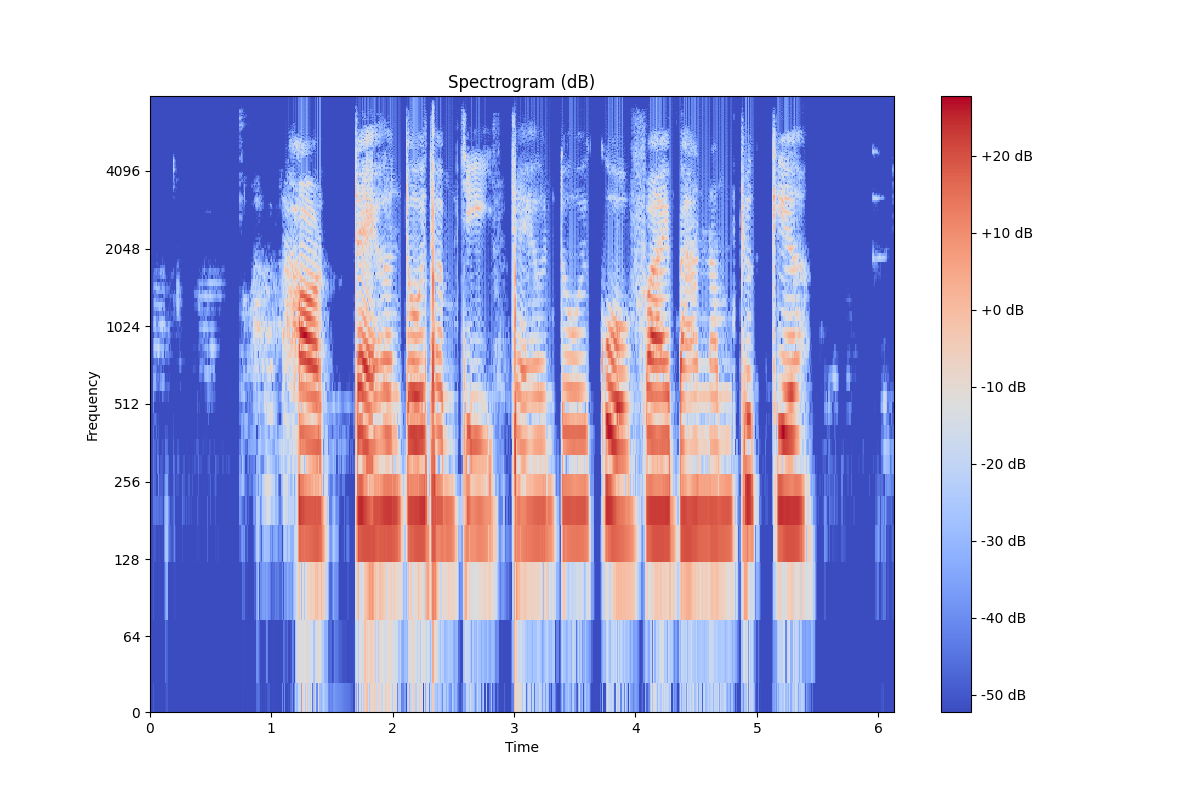 Spectrogram (dB)
4096
2048
1024
512
256
128
64
0
Frequency
0 1 2 3 4 5 6
Time
+20 dB
+10 dB
+0 dB
-10 dB
-20 dB
-30 dB
-40 dB
-50 dB